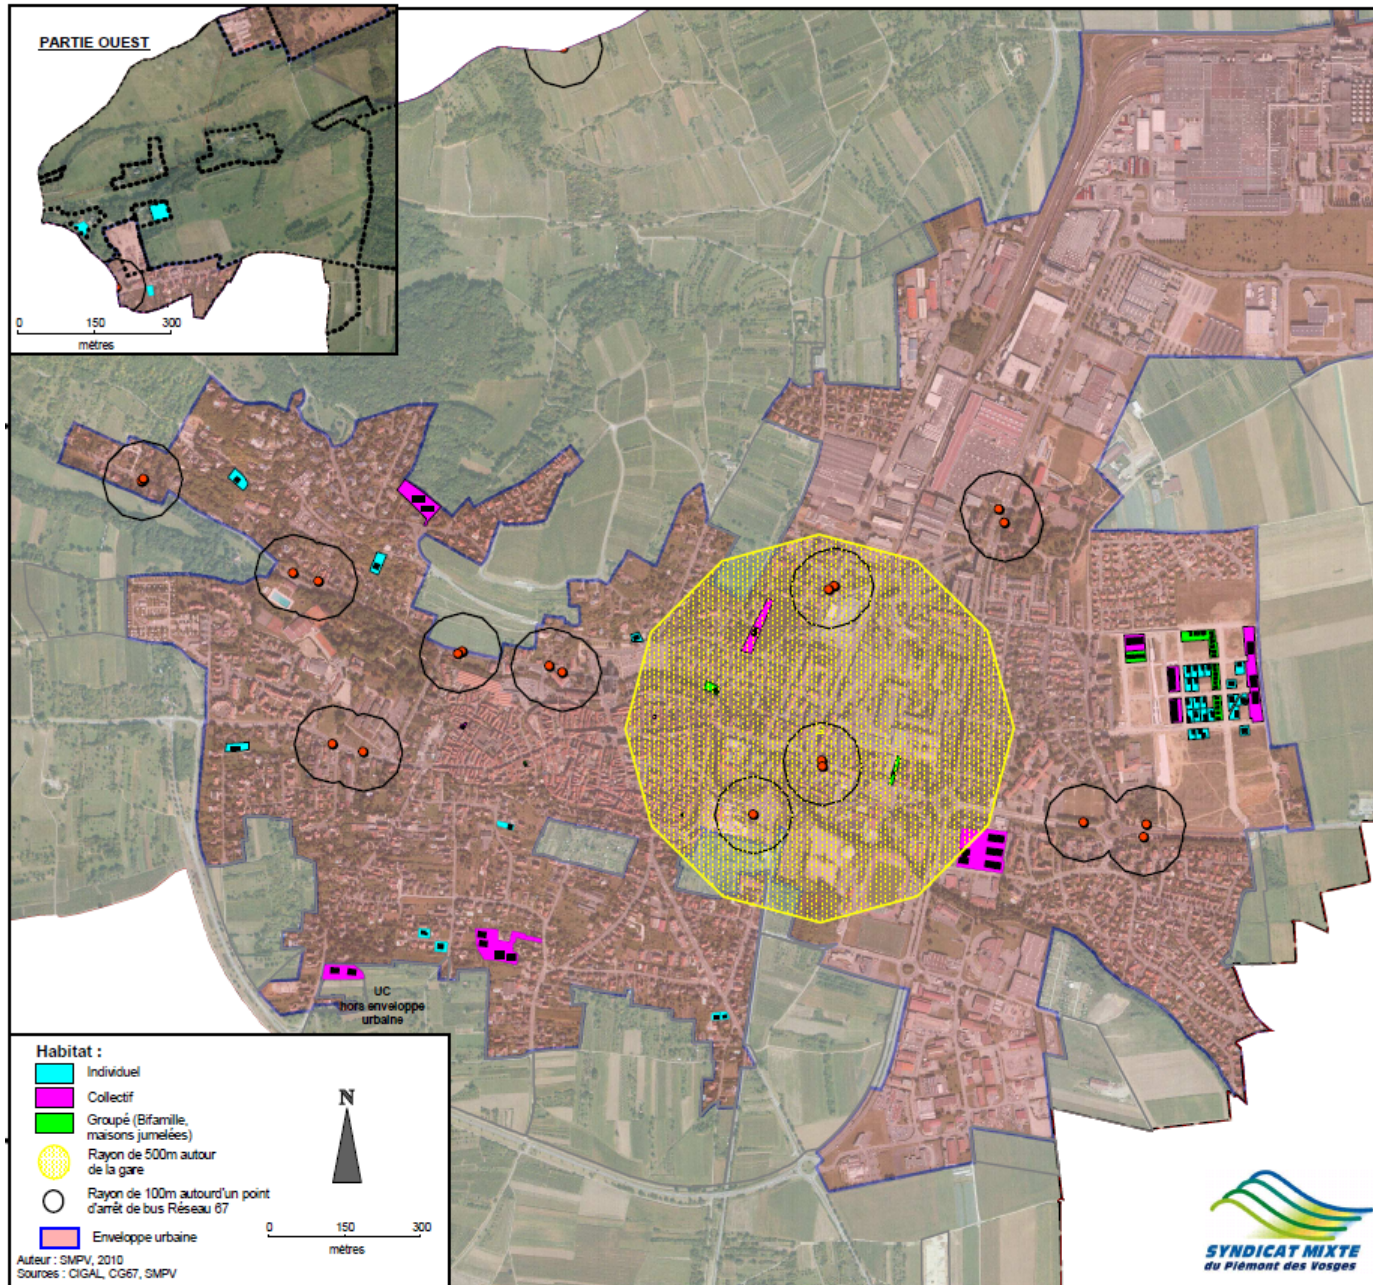 PARTIE OUEST
0 150 300
mètres
UC
hors enveloppe
urbaine
Habitat :
Individuel
Collectif
Groupé (Bifamille,
maisons jumelées)
Rayon de 500m autour
de la gare
Rayon de 100m autourd'un point
d'arrêt de bus Réseau 67
Enveloppe urbaine
N
0 150 300
mètres
Auteur : SMPV, 2010
Sources : CIGAL, CG67, SMPV
SYNDICAT MIXTE
du Piémont des Vosges